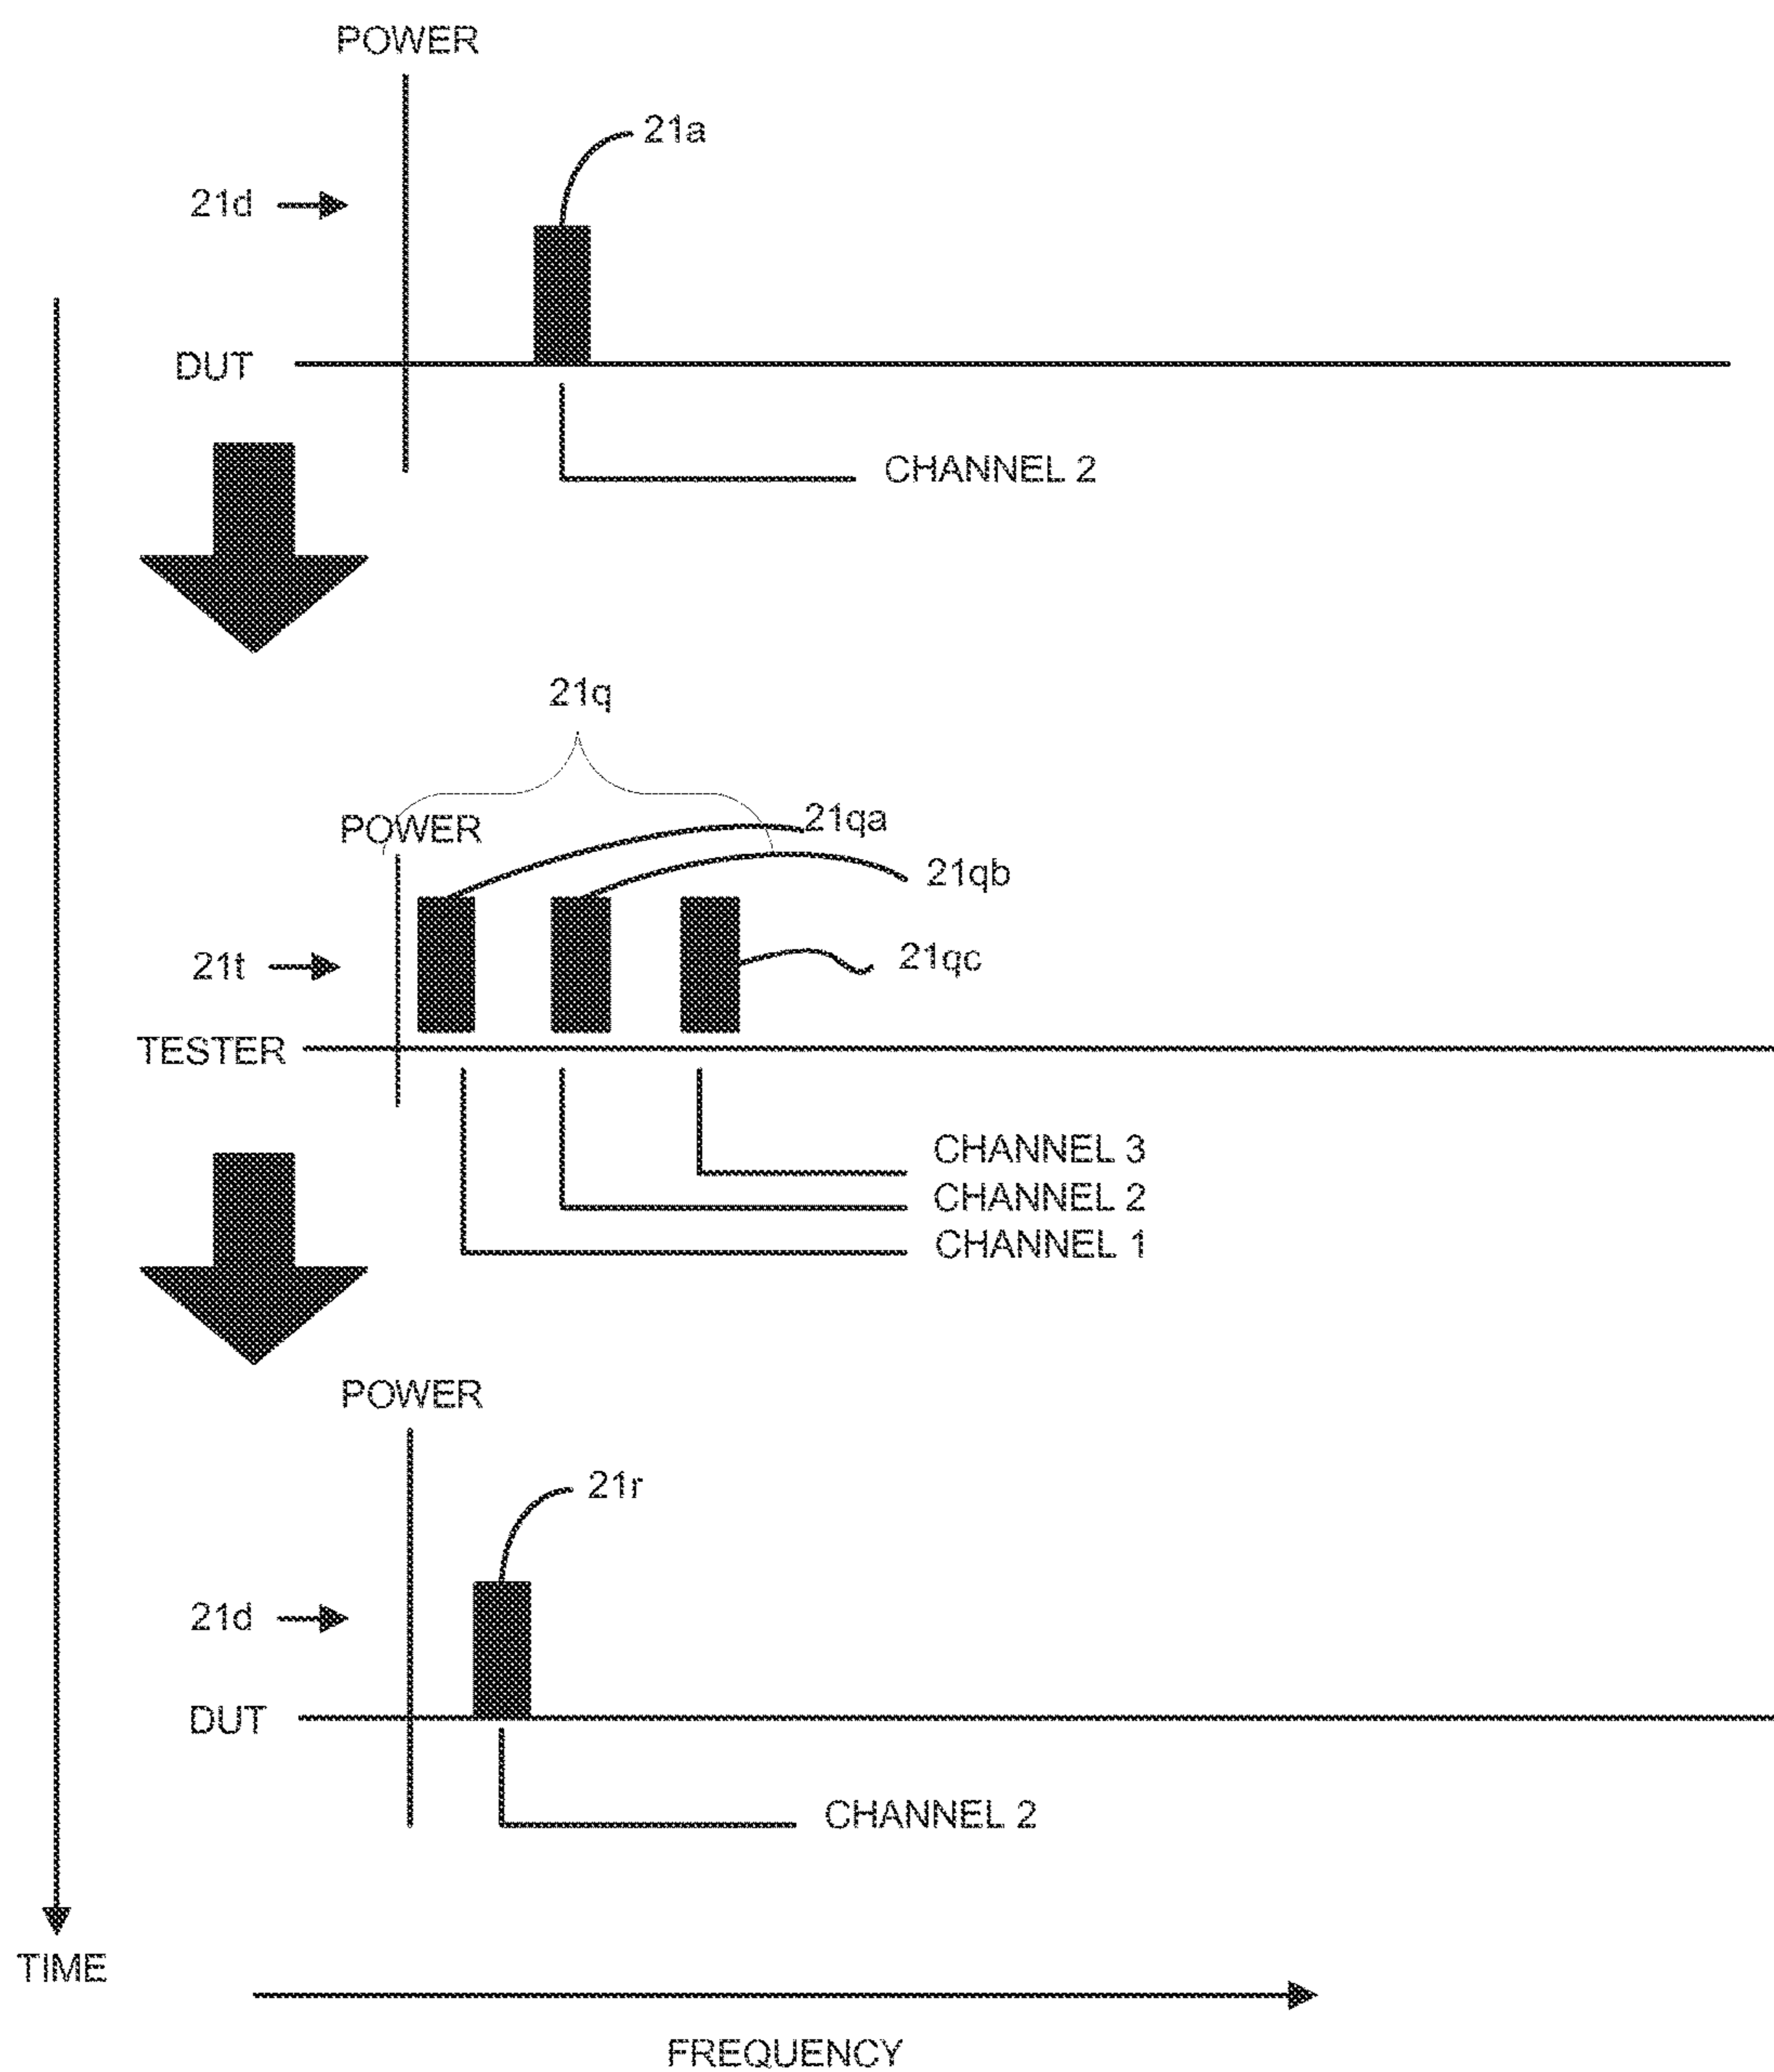 POWER
21a
21d
DUT
CHANNEL 2
21q
POWER
21qa
21qb
21t
21qc
TESTER
CHANNEL 3
CHANNEL 2
CHANNEL 1
POWER
21r
21d
DUT
CHANNEL 2
TIME
FREQUENCY